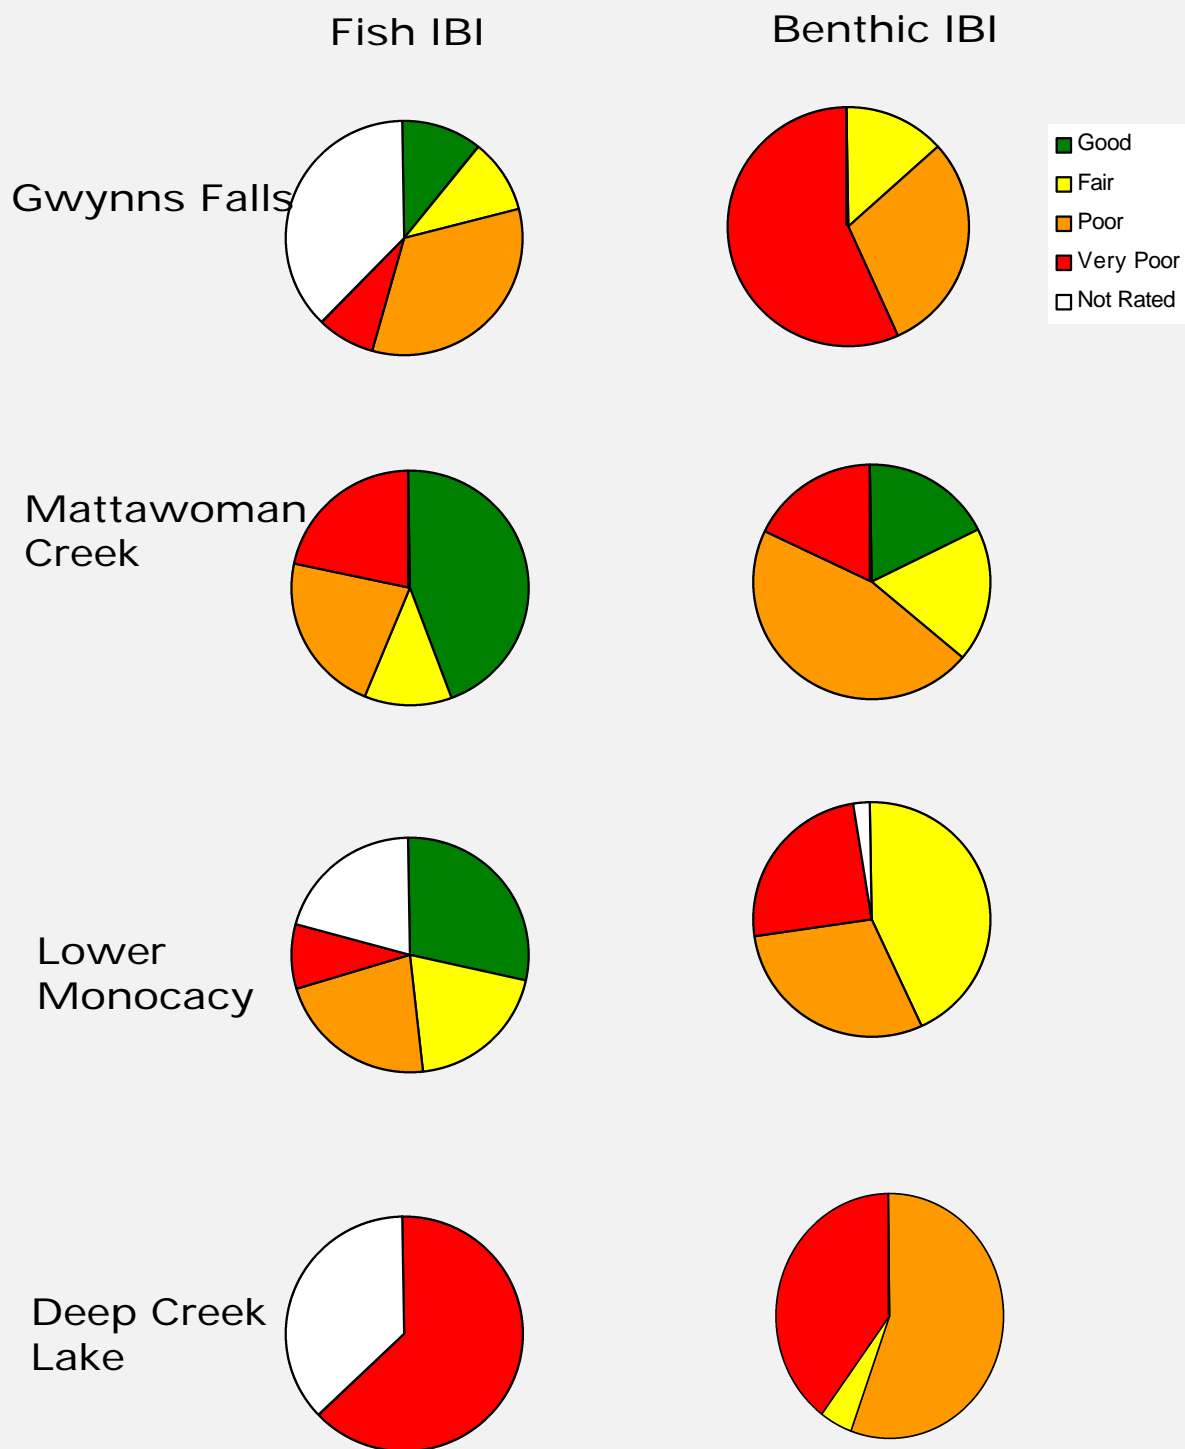 Fish IBI
Benthic IBI
Good
Fair
Poor
Very Poor
Not Rated
Gwynns Falls
Mattawoman
Creek
Lower
Monocacy
Deep Creek
Lake